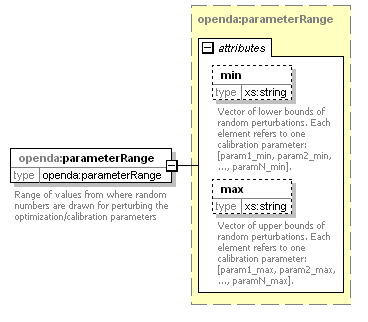 openda:parameterRange
attributes
min
type xs:string
Vector of lower bounds of
random perturbations. Each
element refers to one
calibration parameter:
[param1_min, param2_min,
..., paramN_min].
openda:parameterRange
type openda:parameterRange
Range of values from where random
numbers are drawn for perturbing the
optimization/calibration parameters
max
type xs:string
Vector of upper bounds of
random perturbations. Each
element refers to one
calibration parameter:
[param1_max, param2_max,
..., paramN_max].